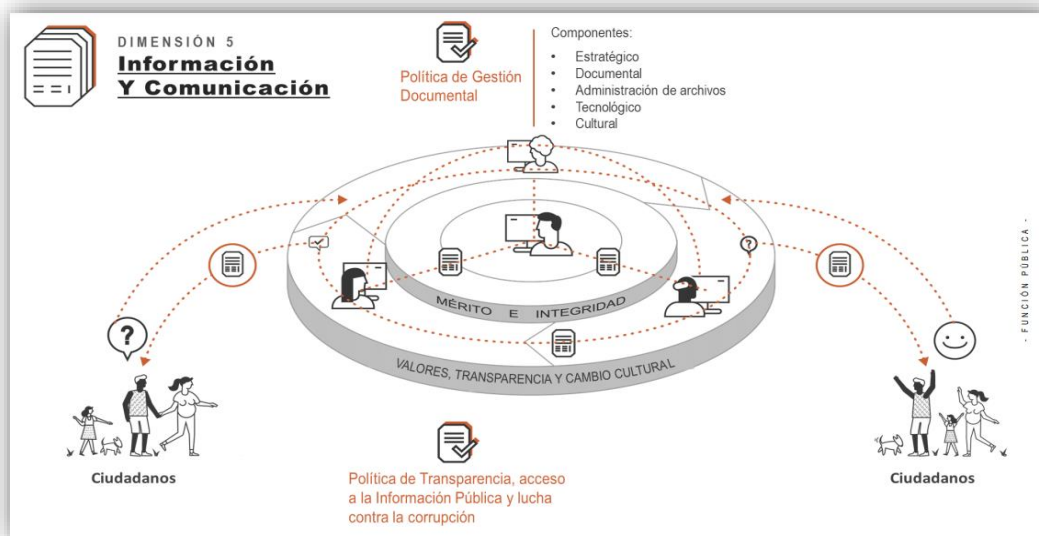 DIMENSIÓN 5
Información
Y Comunicación
Política de Gestión
Documental
Componentes:
• Estratégico
• Documental
• Administración de archivos
• Tecnológico
• Cultural
?
?
MÉRITO E INTEGRIDAD
VALORES, TRANSPARENCIA Y CAMBIO CULTURAL
- FUNCIÓN PÚBLICA -
Ciudadanos
Ciudadanos
Política de Transparencia, acceso
a la Información Pública y lucha
contra la corrupción